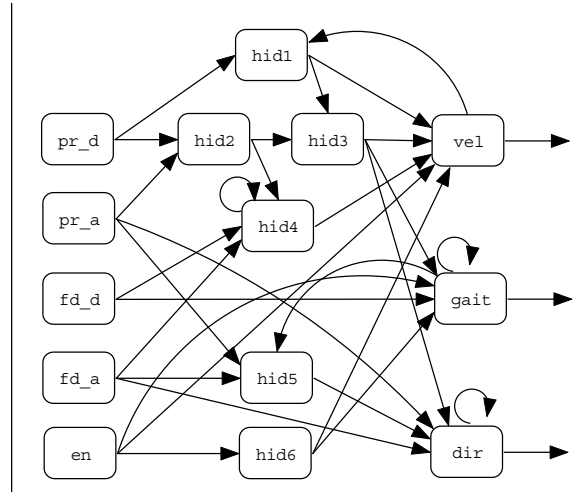 hid1
pr_d
hid2
hid3
vel
pr_a
hid4
fd_d
gait
fd_a
hid5
en
hid6
dir